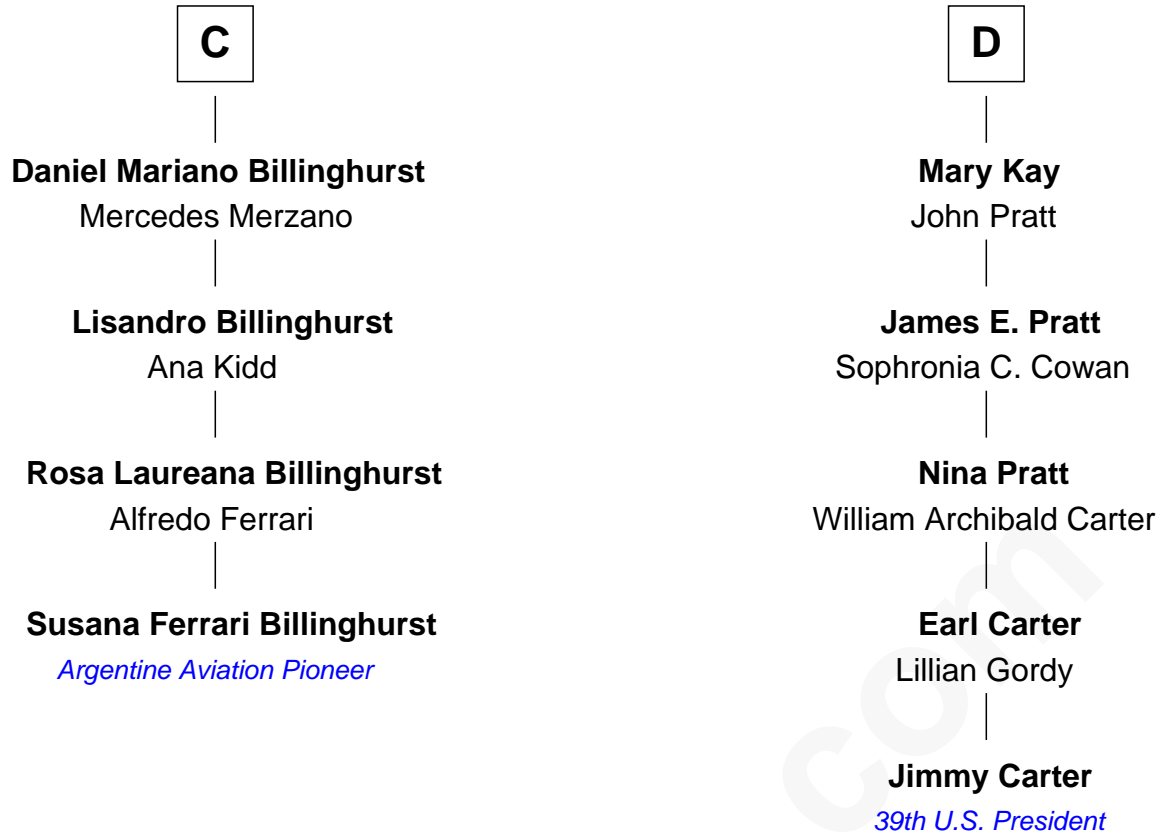 C
Daniel Mariano Billinghurst
Mercedes Merzano
Lisandro Billinghurst
Ana Kidd
Rosa Laureana Billinghurst
Alfredo Ferrari
Susana Ferrari Billinghurst
Argentine Aviation Pioneer
D
Mary Kay
John Pratt
James E. Pratt
Sophronia C. Cowan
Nina Pratt
William Archibald Carter
Earl Carter
Lillian Gordy
Jimmy Carter
39th U.S. President
com